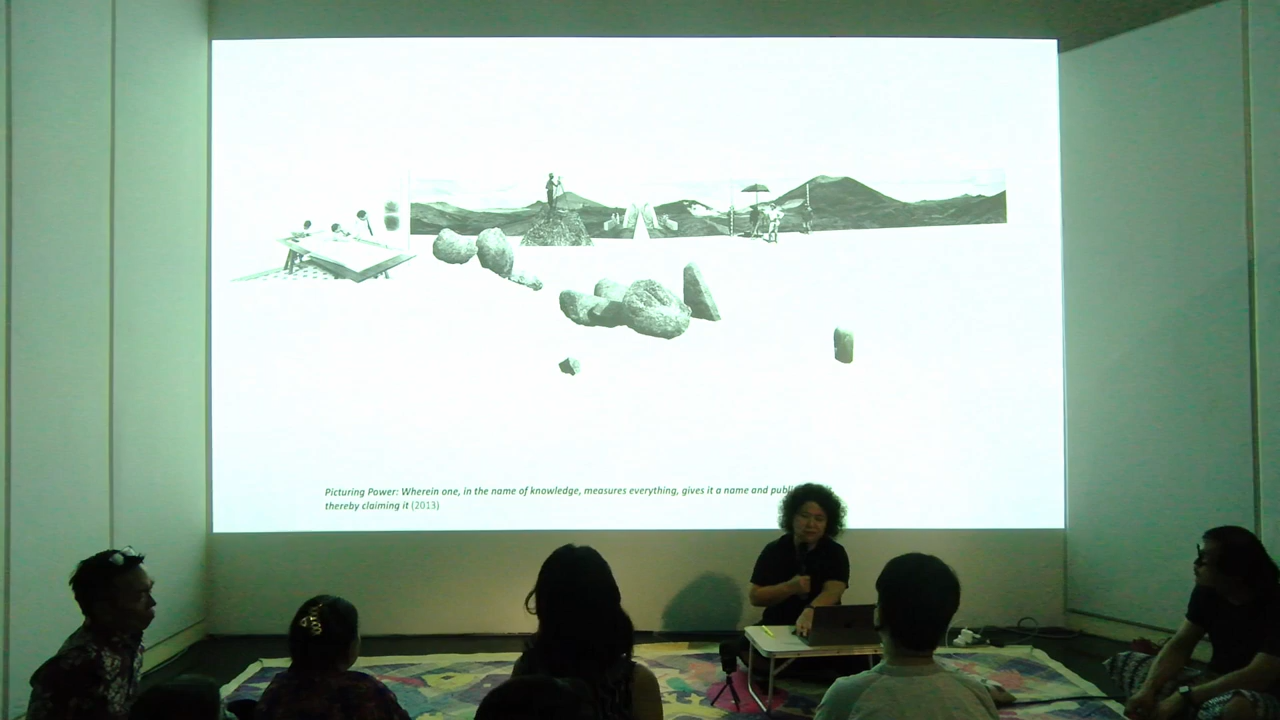 Picturing Power: Wherein one, in the name of knowledge, measures everything, gives it a name and
thereby claiming it (2013)